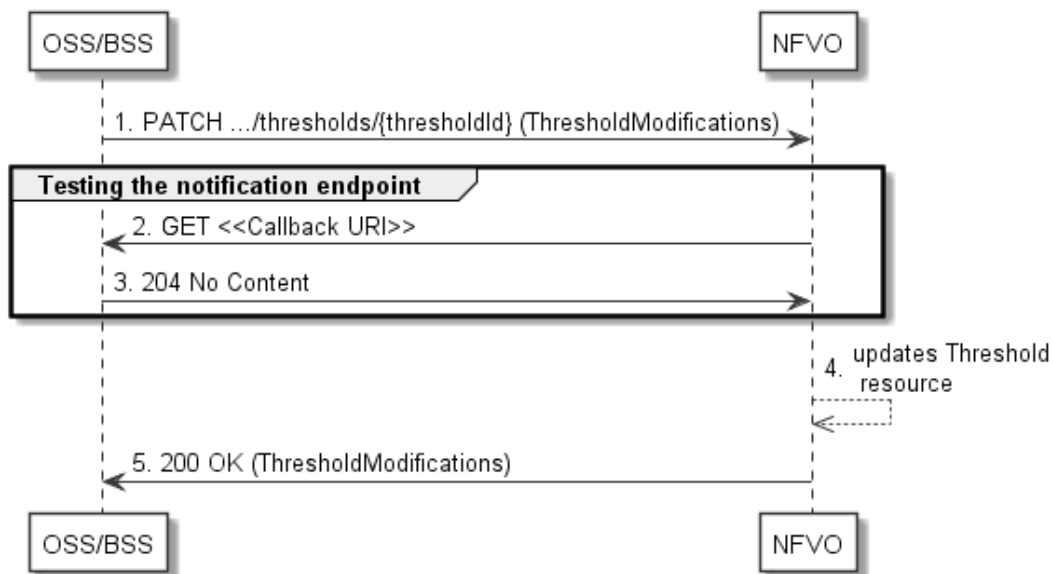 OSS/BSS NFVO
1. PATCH .../thresholds/{thresholdId} (ThresholdModifications)
Testing the notification endpoint
2. GET <<Callback URI>>
3. 204 No Content
4. updates Threshold
resource
5. 200 OK (ThresholdModifications)
OSS/BSS NFVO